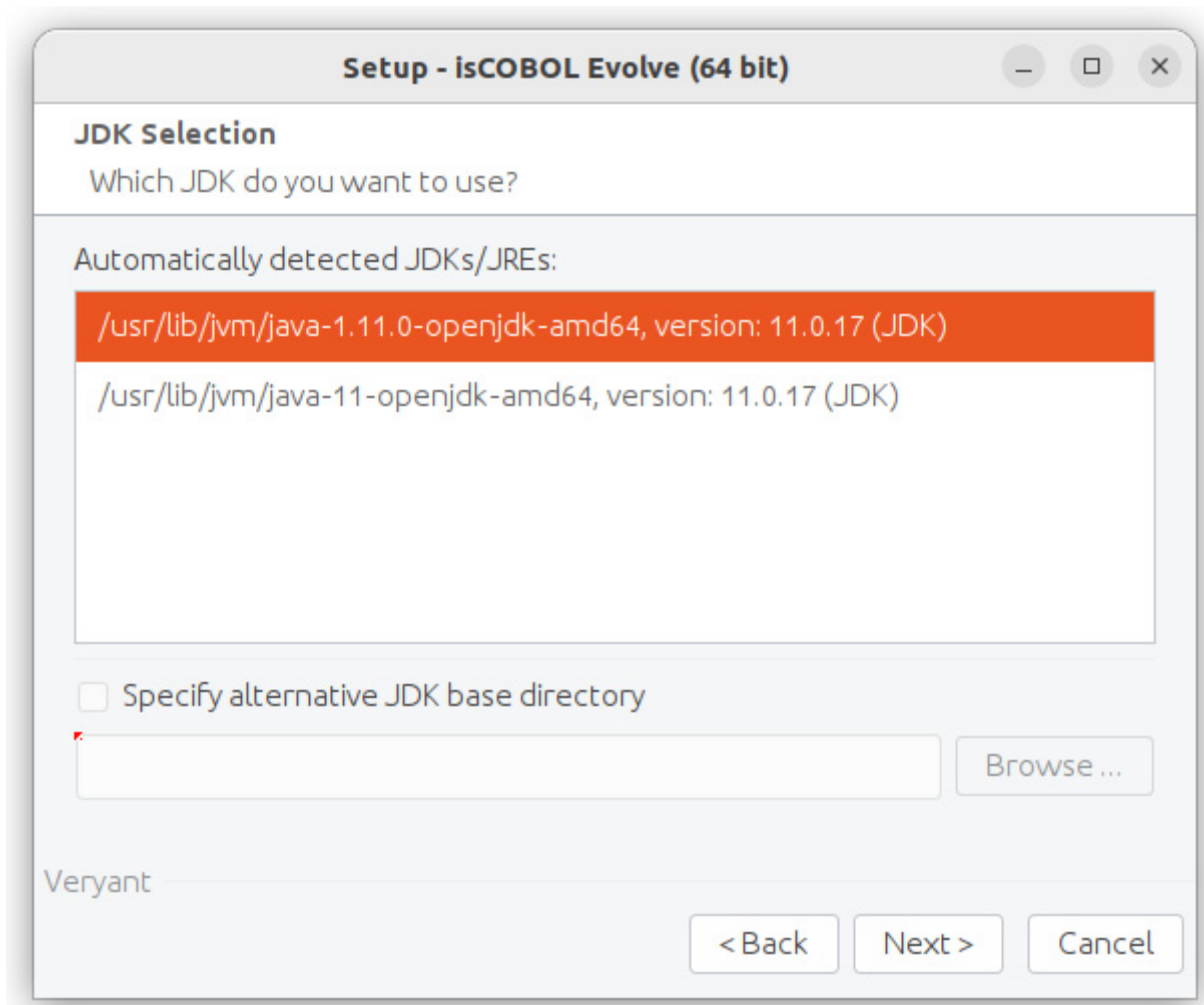 Setup - isCOBOL Evolve (64 bit)
JDK Selection
Which JDK do you want to use?
Automatically detected JDKs/JREs:
/usr/lib/jvm/java-1.11.0-openjdk-amd64, version: 11.0.17 (JDK)
/usr/lib/jvm/java-11-openjdk-amd64, version: 11.0.17 (JDK)
Specify alternative JDK base directory
Browse ...
Veryant
< Back Next > Cancel